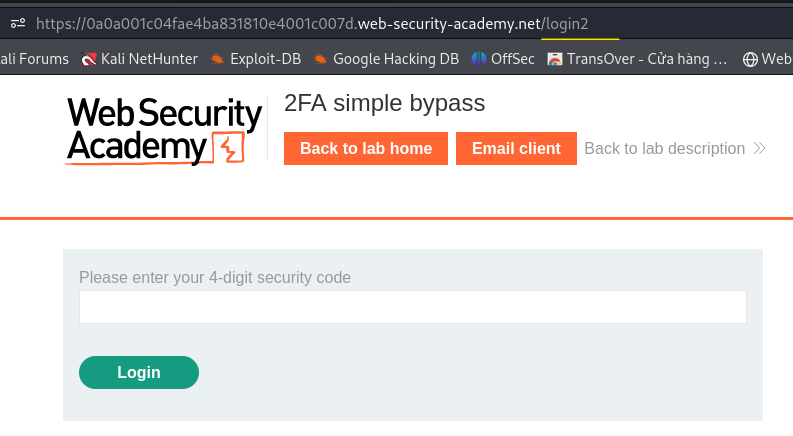 https://0a0a001c04fae4ba831810e4001c007d.web-security-academy.net/login2
ali Forums Kali NetHunter Exploit-DB Google Hacking DB OffSec TransOver - Cửa hàng ... Web
Web Security
Academy
2FA simple bypass
Back to lab home Email client Back to lab description
Please enter your 4-digit security code
Login